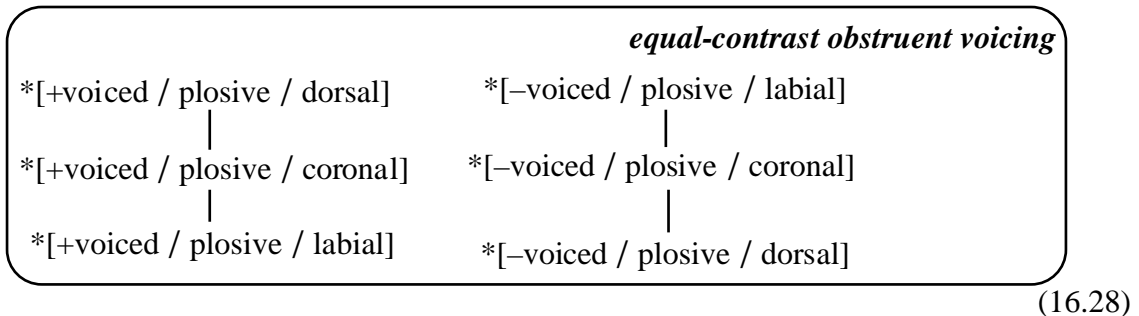 equal-contrast obstruent voicing
*[+voiced / plosive / dorsal] *[–voiced / plosive / labial]
*[+voiced / plosive / coronal] *[–voiced / plosive / coronal]
*[+voiced / plosive / labial] *[–voiced / plosive / dorsal]
(16.28)